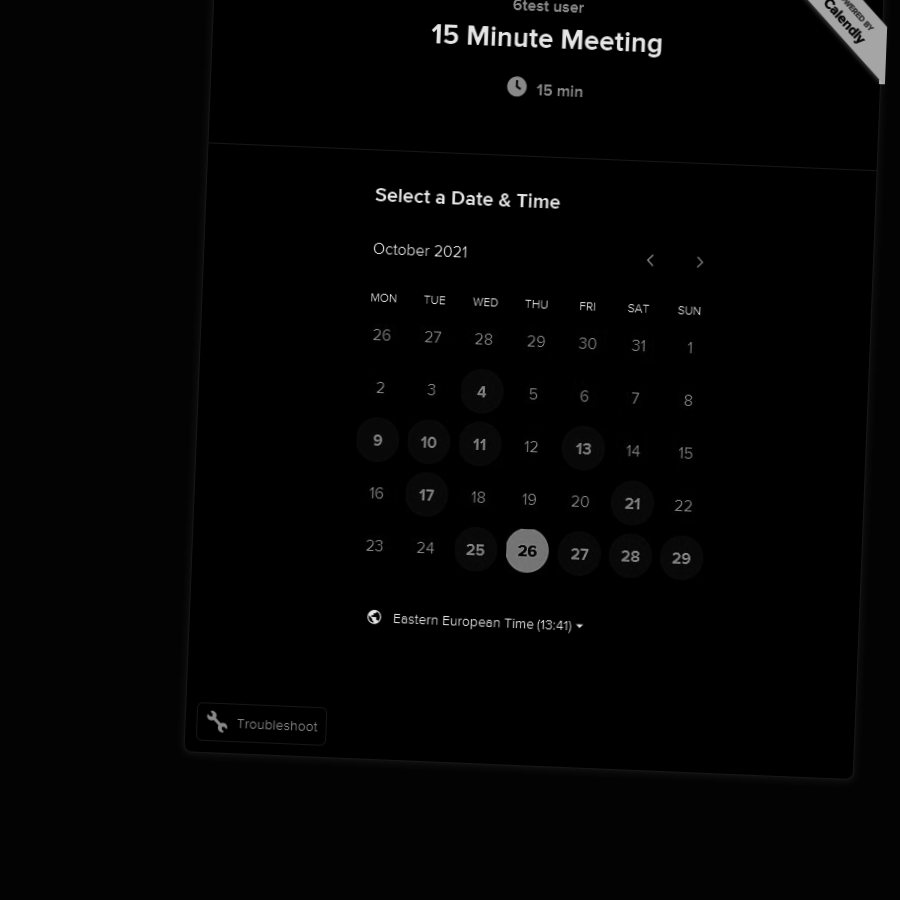 6test user
15 Minute Meeting
15 min
POWERED BY
Calendly
Select a Date & Time
October 2021
MON TUE WED THU FRI SAT SUN
26 27 28 29 30 31 1
2 3 4 5 6 7 8
9 10 11 12 13 14 15
16 17 18 19 20 21 22
23 24 25 26 27 28 29
Eastern European Time (13:41)
Troubleshoot